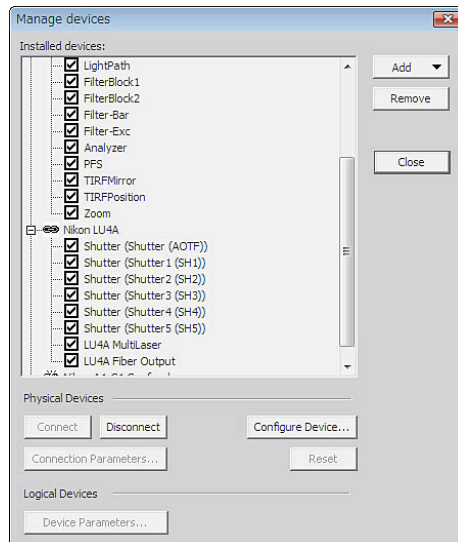 Manage devices
Installed devices:
LightPath
FilterBlock1
FilterBlock2
Filter-Bar
Filter-Exc
Analyzer
PFS
TIRFMirror
TIRFPosition
Zoom
Nikon LU4A
Shutter (Shutter (AOTF))
Shutter (Shutter1 (SH1))
Shutter (Shutter2 (SH2))
Shutter (Shutter3 (SH3))
Shutter (Shutter4 (SH4))
Shutter (Shutter5 (SH5))
LU4A MultiLaser
LU4A Fiber Output
Add
Remove
Close
Physical Devices
Connect Disconnect Configure Device...
Connection Parameters... Reset
Logical Devices
Device Parameters...